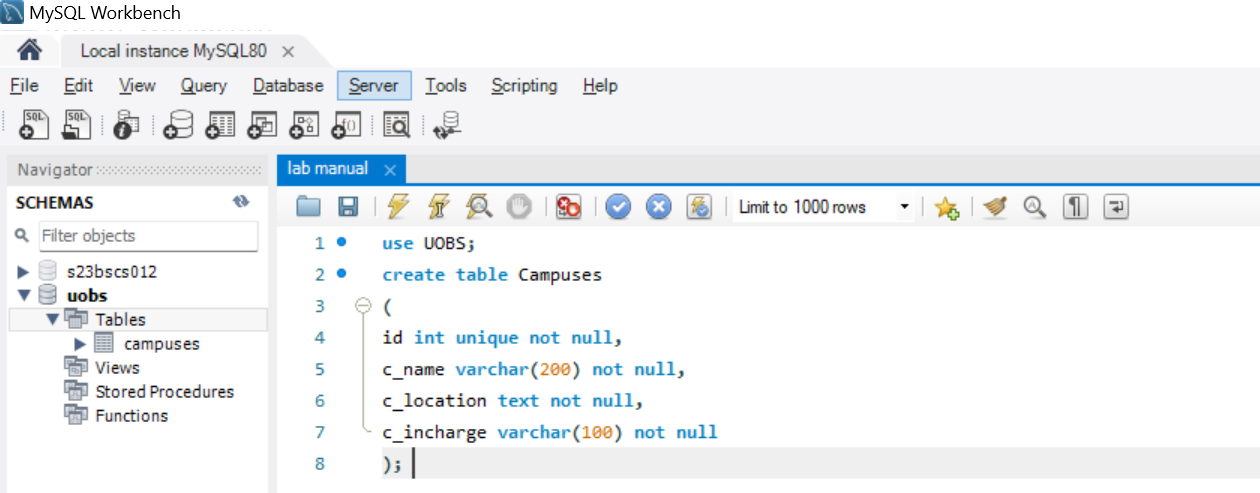 MySQL Workbench
Local instance MySQL80
File Edit View Query Database Server Tools Scripting Help
SQL SQL f()
Navigator
SCHEMAS
Filter objects
s23bscs012
uobs
Tables
campuses
Views
Stored Procedures
Functions
lab manual
Limit to 1000 rows
1 use UOBS;
2 create table Campuses
3 (
4 id int unique not null,
5 c_name varchar(200) not null,
6 c_location text not null,
7 c_incharge varchar(100) not null
8 );